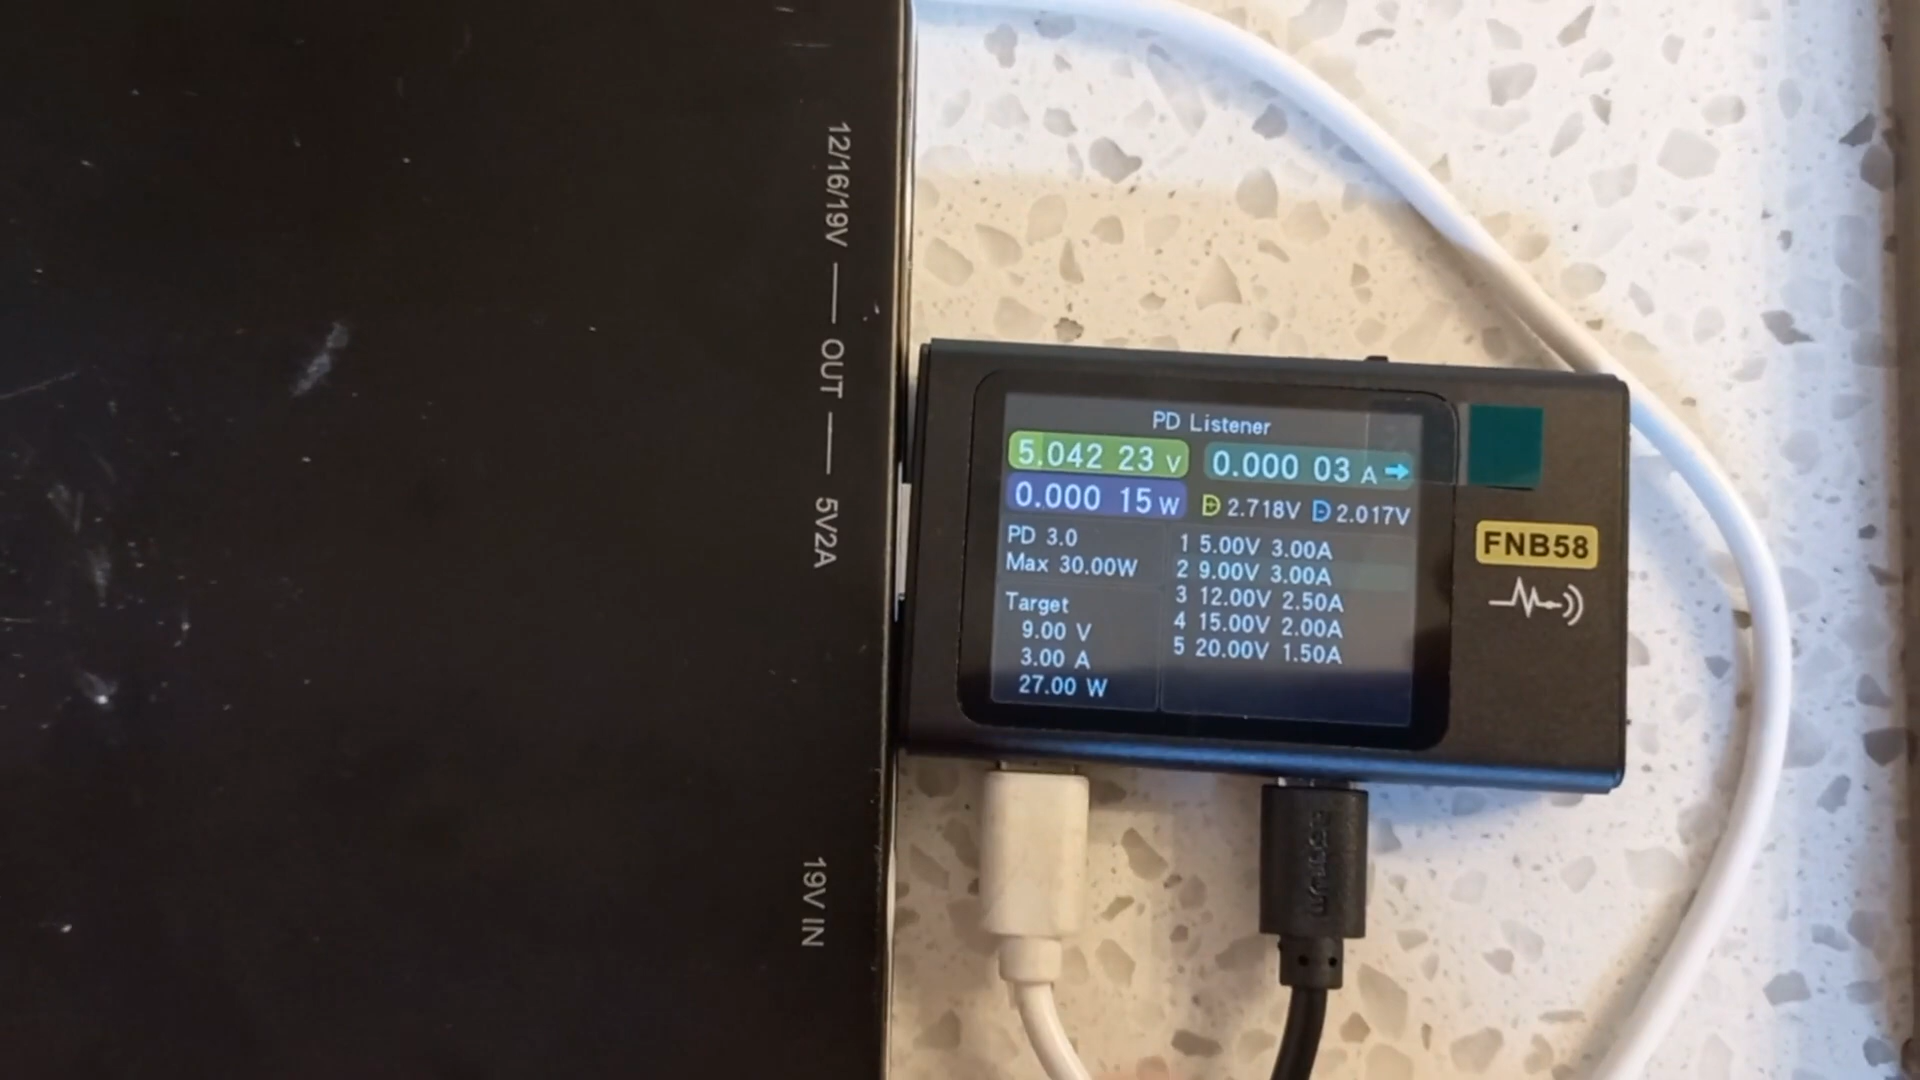 12/16/19V — OUT — 5V2A
19V IN
PD Listener
5.042 23 V
0.000 03 A
0.000 15 W
D+ 2.718V D- 2.017V
PD 3.0
Max 30.00W
Target
9.00 V
3.00 A
27.00 W
1 5.00V 3.00A
2 9.00V 3.00A
3 12.00V 2.50A
4 15.00V 2.00A
5 20.00V 1.50A
FNB58